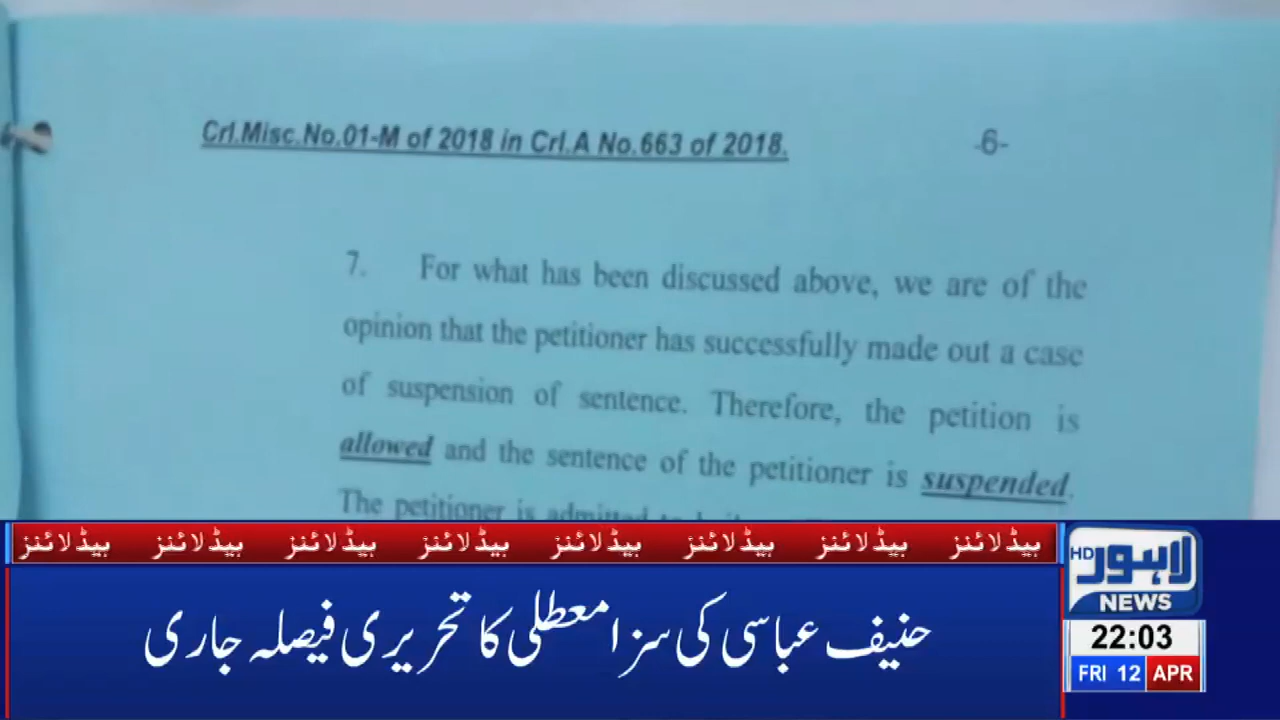 Crl.Misc.No.01-M of 2018 in Crl.A No.663 of 2018.
-6-
7. For what has been discussed above, we are of the
opinion that the petitioner has successfully made out a case
of suspension of sentence. Therefore, the petition is
allowed and the sentence of the petitioner is suspended.
The petitioner is admitted to
ہیڈلائنز ہیڈلائنز ہیڈلائنز ہیڈلائنز ہیڈلائنز ہیڈلائنز ہیڈلائنز ہیڈلائنز
حنیف عباسی کی سزا معطلی کا تحریری فیصلہ جاری
HD
لاہور
NEWS
22:03
FRI 12 APR